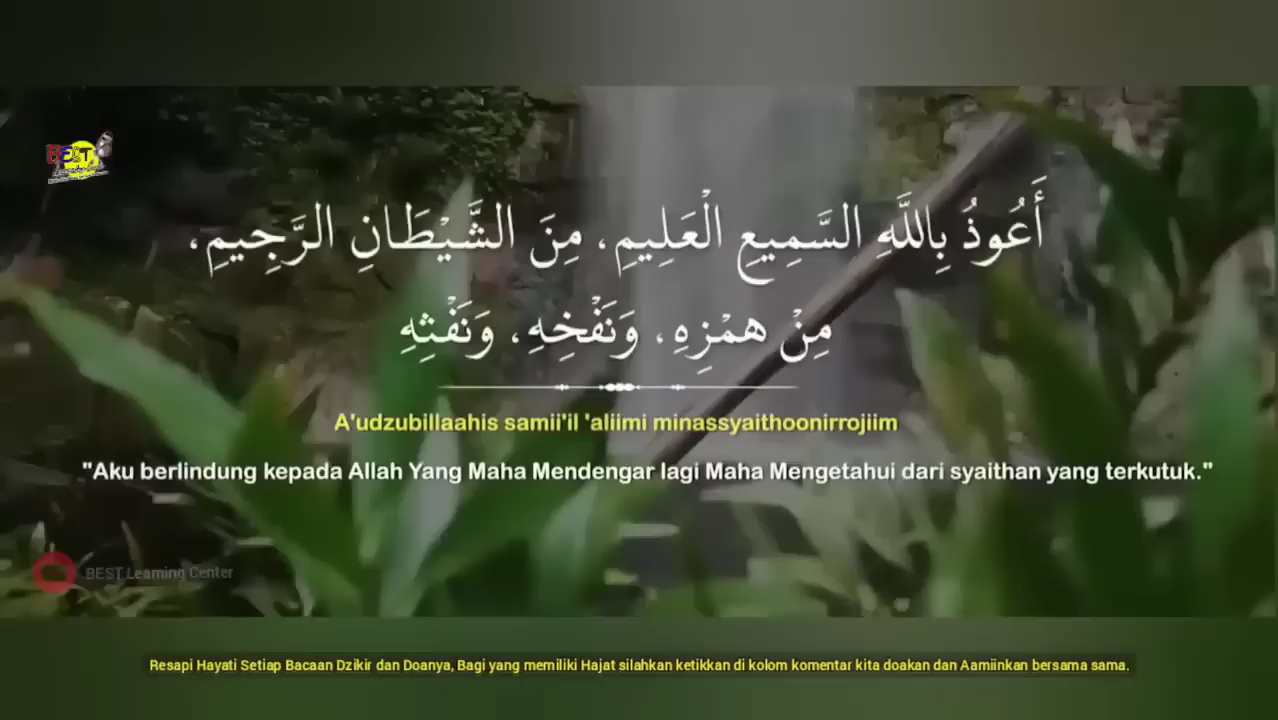 BEST
أَعُوذُ بِاللَّهِ السَّمِيعِ الْعَلِيمِ، مِنَ الشَّيْطَانِ الرَّجِيمِ،
مِنْ هَمْزِهِ، وَنَفْخِهِ، وَنَفْثِهِ
A'udzubillaahis samii'il 'aliimi minassyaithoonirrojiim
"Aku berlindung kepada Allah Yang Maha Mendengar lagi Maha Mengetahui dari syaithan yang terkutuk."
BEST Learning Center
Resapi Hayati Setiap Bacaan Dzikir dan Doanya, Bagi yang memiliki Hajat silahkan ketikkan di kolom komentar kita doakan dan Aamiinkan bersama sama.